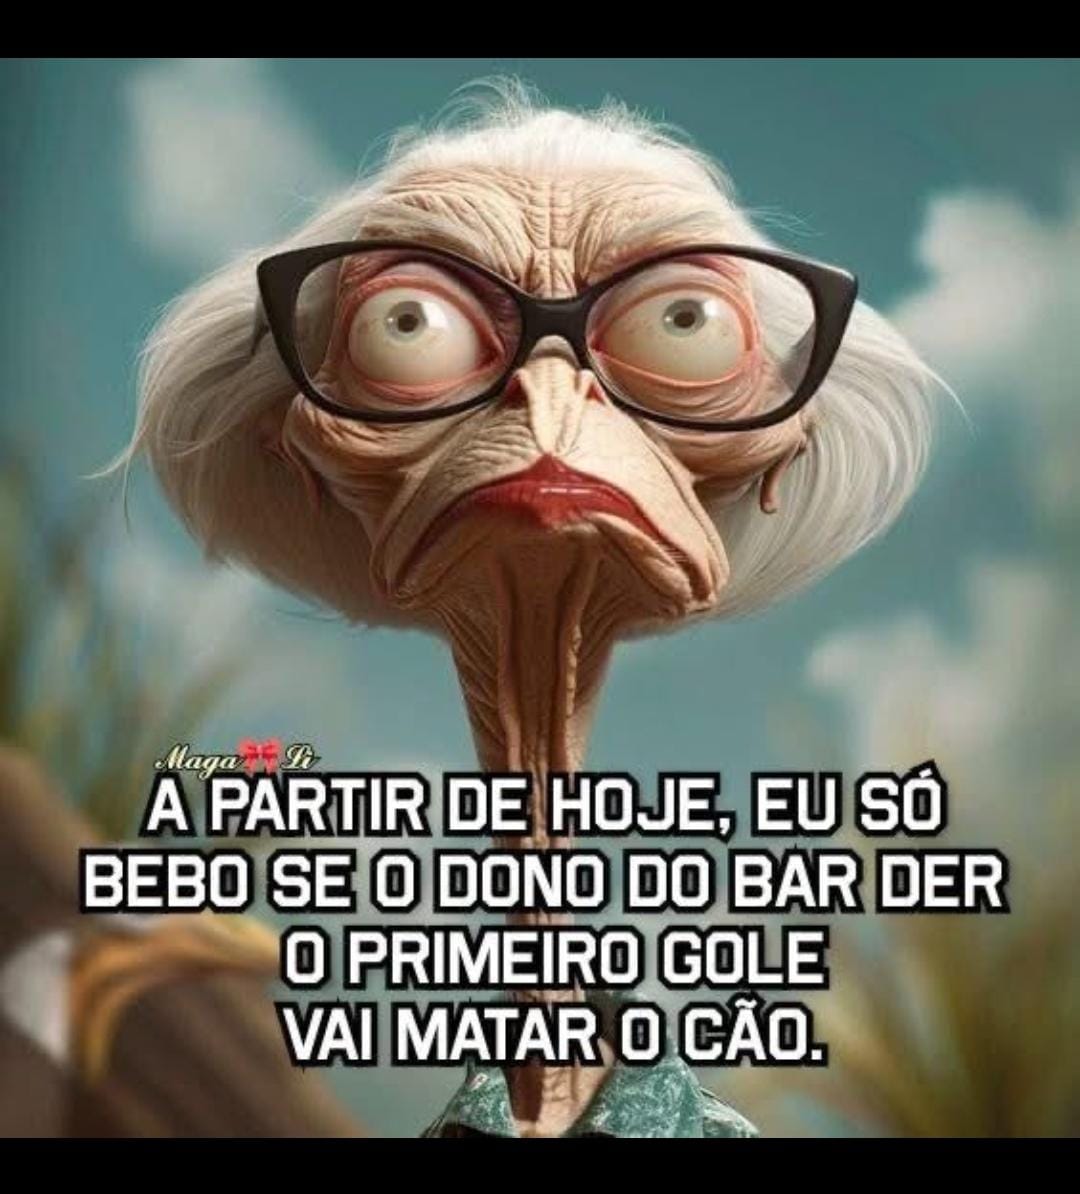 Maga Li
A PARTIR DE HOJE, EU SÓ
BEBO SE O DONO DO BAR DER
O PRIMEIRO GOLE
VAI MATAR O CÃO.